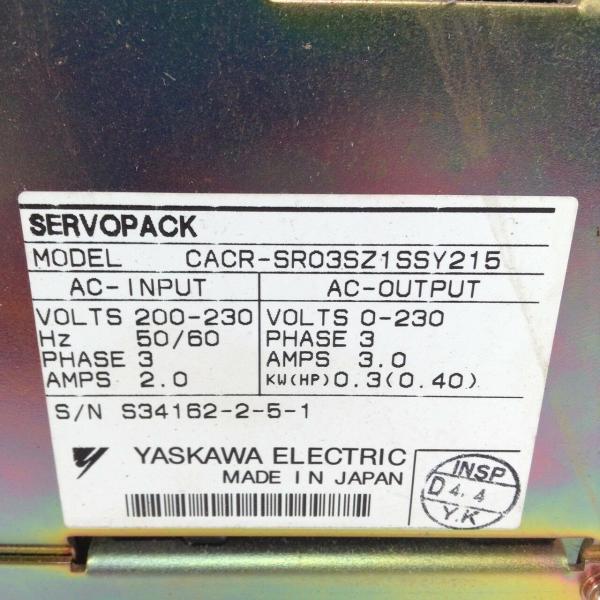 SERVOPACK
MODEL CACR-SR03SZ1SSY215
AC-INPUT AC-OUTPUT
VOLTS 200-230 VOLTS 0-230
Hz 50/60 PHASE 3
PHASE 3 AMPS 3.0
AMPS 2.0 KW(HP) 0.3(0.40)
S/N S34162-2-5-1
YASKAWA ELECTRIC
MADE IN JAPAN
INSP
D 4.4
Y.K